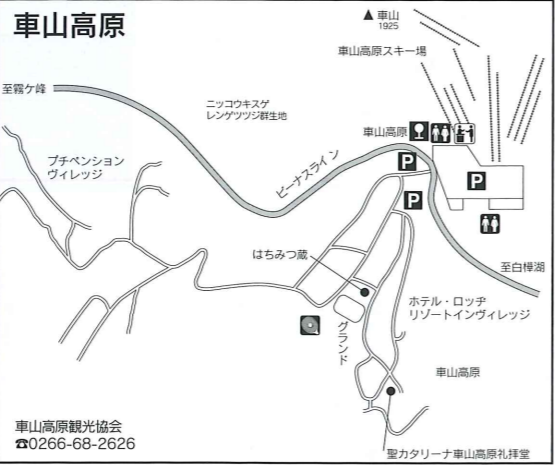 車山高原
▲車山
1925
車山高原スキー場
至霧ケ峰
ニッコウキスゲ
レンゲツツジ群生地
車山高原
P
プチペンション
ヴィレッジ
ビーナスライン
P
P
はちみつ蔵
至白樺湖
ホテル・ロッヂ
リゾートインヴィレッジ
グランド
車山高原
車山高原観光協会
☎0266-68-2626
聖カタリーナ車山高原礼拝堂